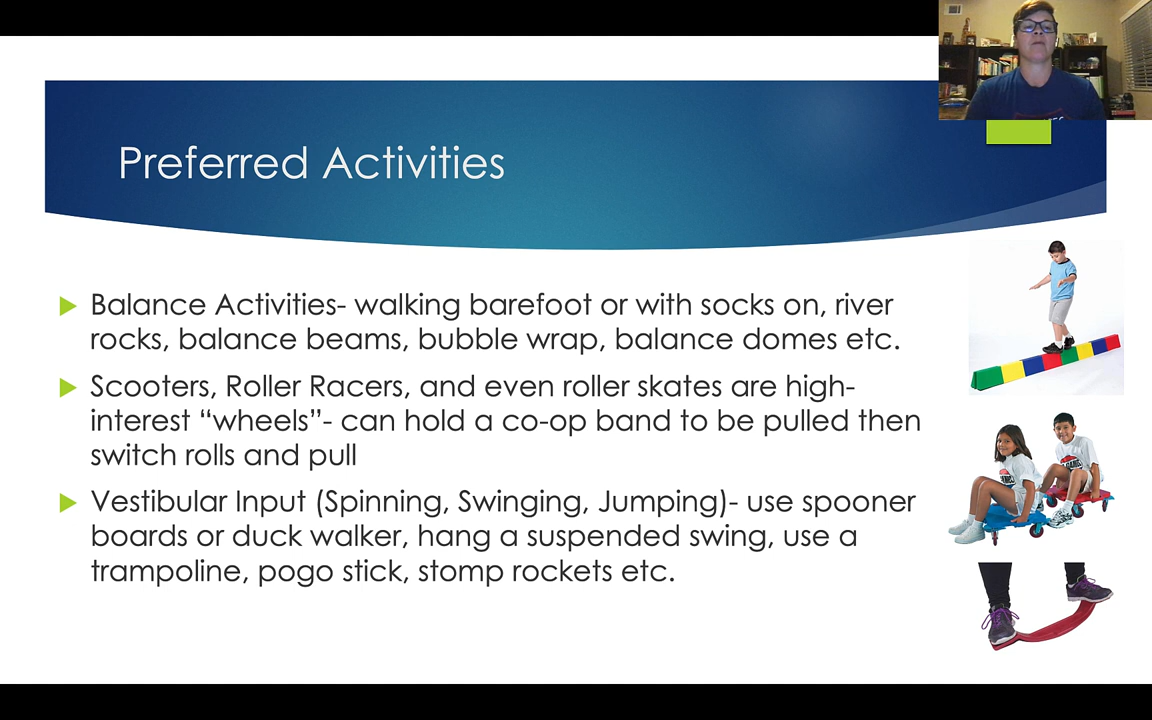 Preferred Activities
Balance Activities- walking barefoot or with socks on, river
rocks, balance beams, bubble wrap, balance domes etc.
Scooters, Roller Racers, and even roller skates are high-
interest “wheels”- can hold a co-op band to be pulled then
switch rolls and pull
Vestibular Input (Spinning, Swinging, Jumping)- use spooner
boards or duck walker, hang a suspended swing, use a
trampoline, pogo stick, stomp rockets etc.